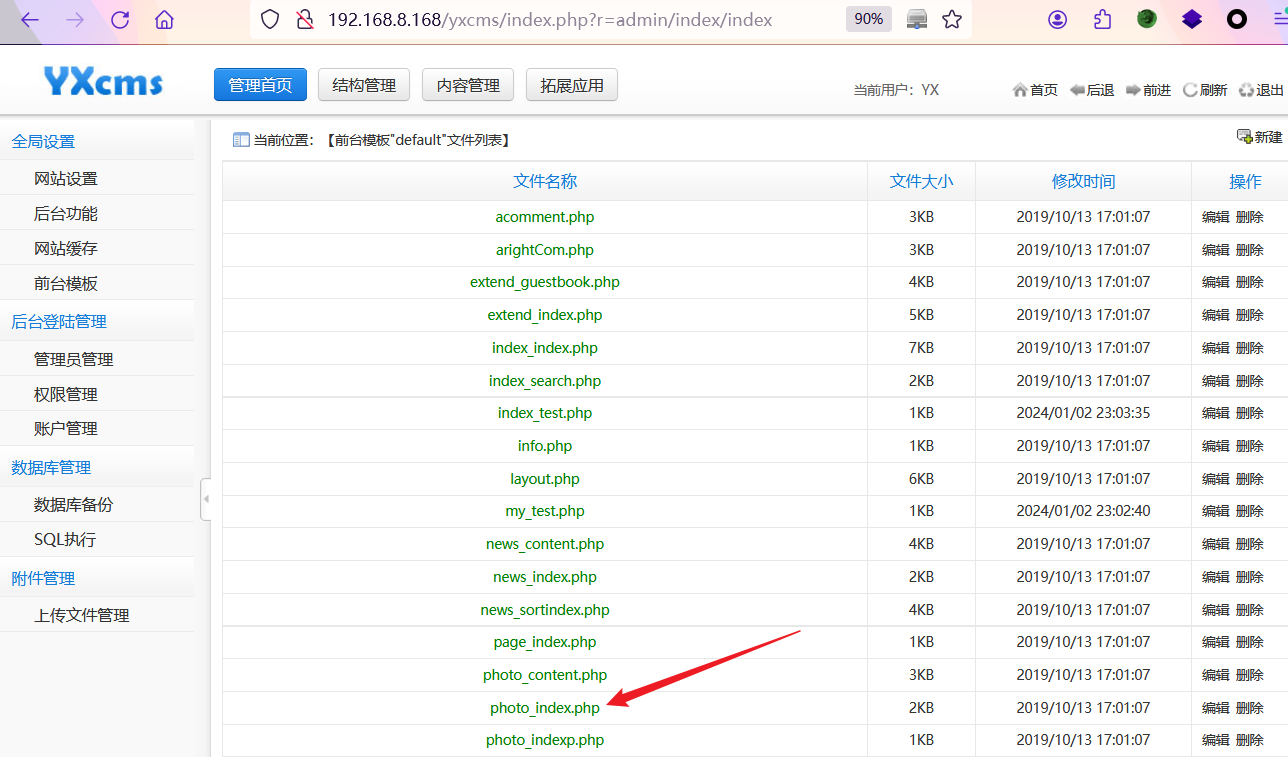 192.168.8.168/yxcms/index.php?r=admin/index/index 90%
YXcms 管理首页 结构管理 内容管理 拓展应用 当前用户：YX 首页 后退 前进 刷新 退出
全局设置
网站设置
后台功能
网站缓存
前台模板
后台登陆管理
管理员管理
权限管理
账户管理
数据库管理
数据库备份
SQL执行
附件管理
上传文件管理
当前位置：【前台模板"default"文件列表】 新建
文件名称 文件大小 修改时间 操作
acomment.php 3KB 2019/10/13 17:01:07 编辑 删除
arightCom.php 3KB 2019/10/13 17:01:07 编辑 删除
extend_guestbook.php 4KB 2019/10/13 17:01:07 编辑 删除
extend_index.php 5KB 2019/10/13 17:01:07 编辑 删除
index_index.php 7KB 2019/10/13 17:01:07 编辑 删除
index_search.php 2KB 2019/10/13 17:01:07 编辑 删除
index_test.php 1KB 2024/01/02 23:03:35 编辑 删除
info.php 1KB 2019/10/13 17:01:07 编辑 删除
layout.php 6KB 2019/10/13 17:01:07 编辑 删除
my_test.php 1KB 2024/01/02 23:02:40 编辑 删除
news_content.php 4KB 2019/10/13 17:01:07 编辑 删除
news_index.php 2KB 2019/10/13 17:01:07 编辑 删除
news_sortindex.php 4KB 2019/10/13 17:01:07 编辑 删除
page_index.php 1KB 2019/10/13 17:01:07 编辑 删除
photo_content.php 3KB 2019/10/13 17:01:07 编辑 删除
photo_index.php 2KB 2019/10/13 17:01:07 编辑 删除
photo_indexp.php 1KB 2019/10/13 17:01:07 编辑 删除